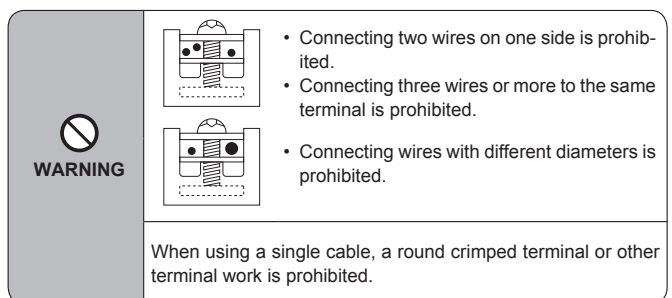 WARNING
• Connecting two wires on one side is prohib-
ited.
• Connecting three wires or more to the same
terminal is prohibited.
• Connecting wires with different diameters is
prohibited.
When using a single cable, a round crimped terminal or other
terminal work is prohibited.